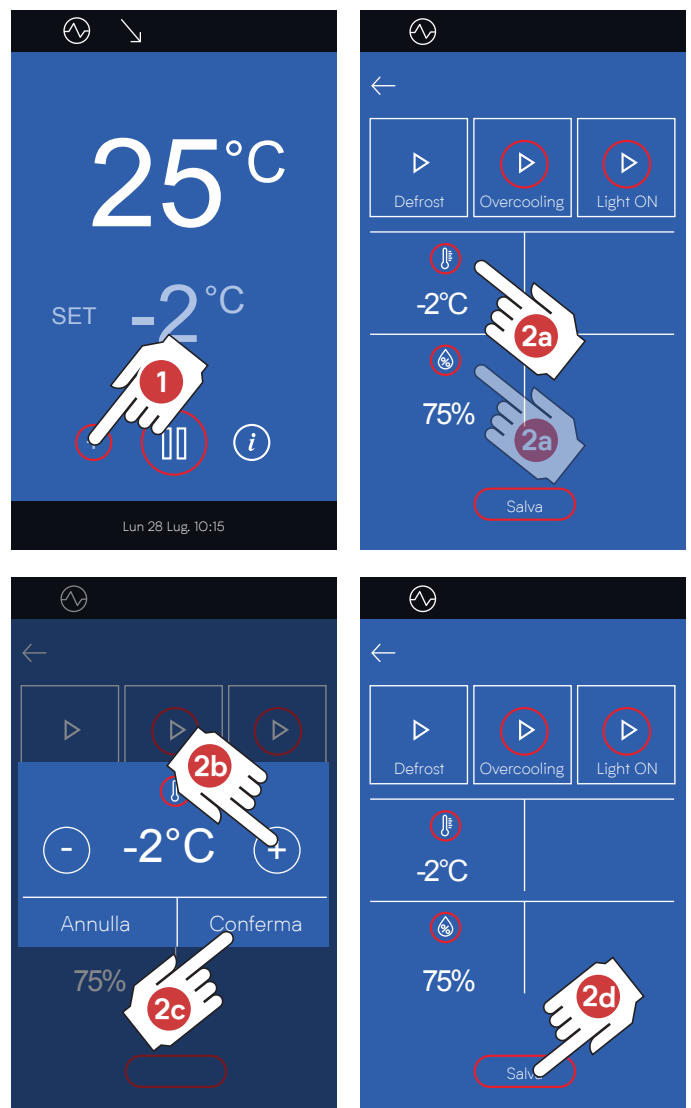 25°C
SET -2°C
1
i
Lun 28 Lug. 10:15
Defrost Overcooling Light ON
-2°C
2a
%
75%
2a
Salva
2b
- -2°C +
Annulla Conferma
75%
2c
Defrost Overcooling Light ON
-2°C
%
75%
2d
Salva